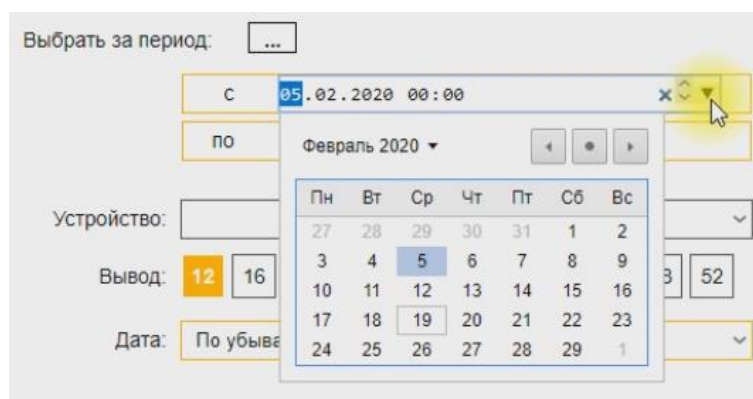 Выбрать за период: ...
с 05.02.2020 00:00
по
Февраль 2020
Пн Вт Ср Чт Пт Сб Вс
27 28 29 30 31 1 2
3 4 5 6 7 8 9
10 11 12 13 14 15 16
17 18 19 20 21 22 23
24 25 26 27 28 29 1
Устройство:
Вывод: 12 16 52
Дата: По убыва